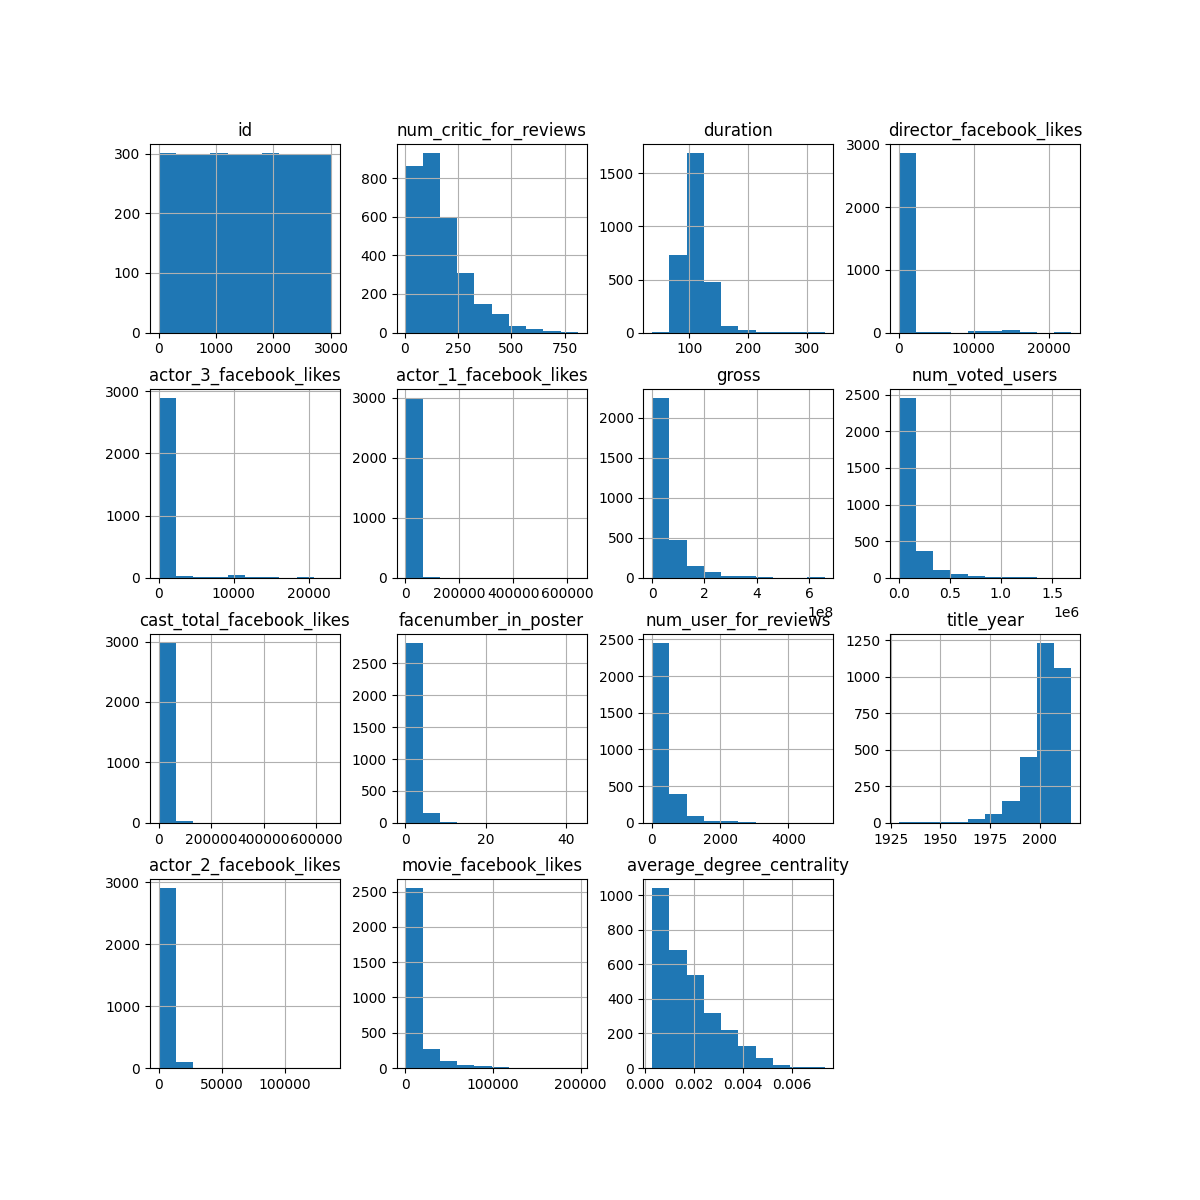 id
300
200
100
0
0 1000 2000 3000
num_critic_for_reviews
800
600
400
200
0
0 250 500 750
duration
1500
1000
500
0
100 200 300
director_facebook_likes
3000
2000
1000
0
0 10000 20000
actor_3_facebook_likes
3000
2000
1000
0
0 10000 20000
actor_1_facebook_likes
3000
2000
1000
0
0 200000 400000 600000
gross
2000
1500
1000
500
0
0 2 4 6
1e8
num_voted_users
2500
2000
1500
1000
500
0
0.0 0.5 1.0 1.5
1e6
cast_total_facebook_likes
3000
2000
1000
0
0 200000 400000 600000
facenumber_in_poster
2500
2000
1500
1000
500
0
0 20 40
num_user_for_reviews
2500
2000
1500
1000
500
0
0 2000 4000
title_year
1250
1000
750
500
250
0
1925 1950 1975 2000
actor_2_facebook_likes
3000
2000
1000
0
0 50000 100000
movie_facebook_likes
2500
2000
1500
1000
500
0
0 100000 200000
average_degree_centrality
1000
800
600
400
200
0
0.000 0.002 0.004 0.006